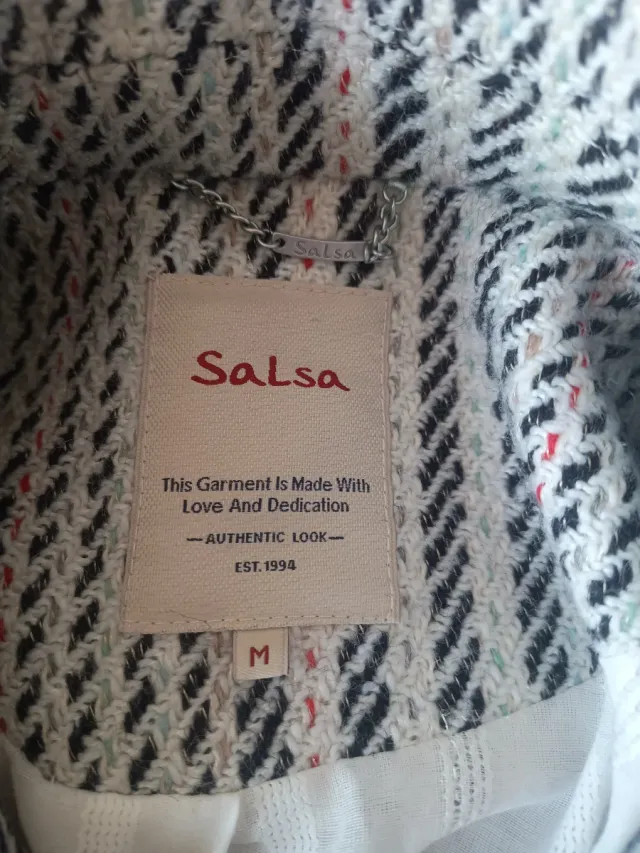 SaLsa
SaLsa
This Garment Is Made With
Love And Dedication
—AUTHENTIC LOOK—
EST.1994
M